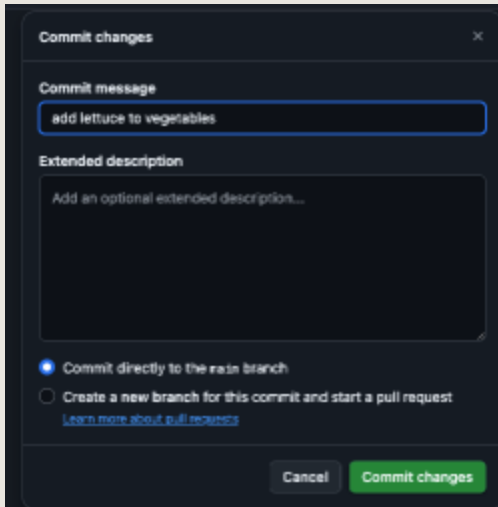 Commit changes
Commit message
add lettuce to vegetables
Extended description
Add an optional extended description...
Commit directly to the main branch
Create a new branch for this commit and start a pull request
Learn more about pull requests
Cancel Commit changes